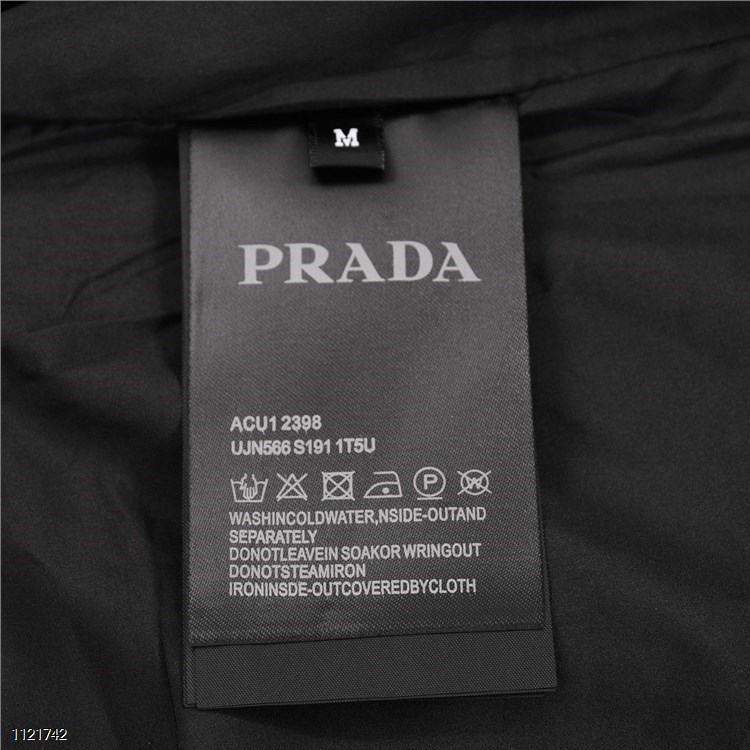 M
PRADA
ACU1 2398
UJN566 S191 1T5U
P W
WASHINCOLDWATER,NSIDE-OUTAND
SEPARATELY
DONOTLEAVEIN SOAKOR WRINGOUT
DONOTSTEAMIRON
IRONINSDE-OUTCOVEREDBYCLOTH
1121742